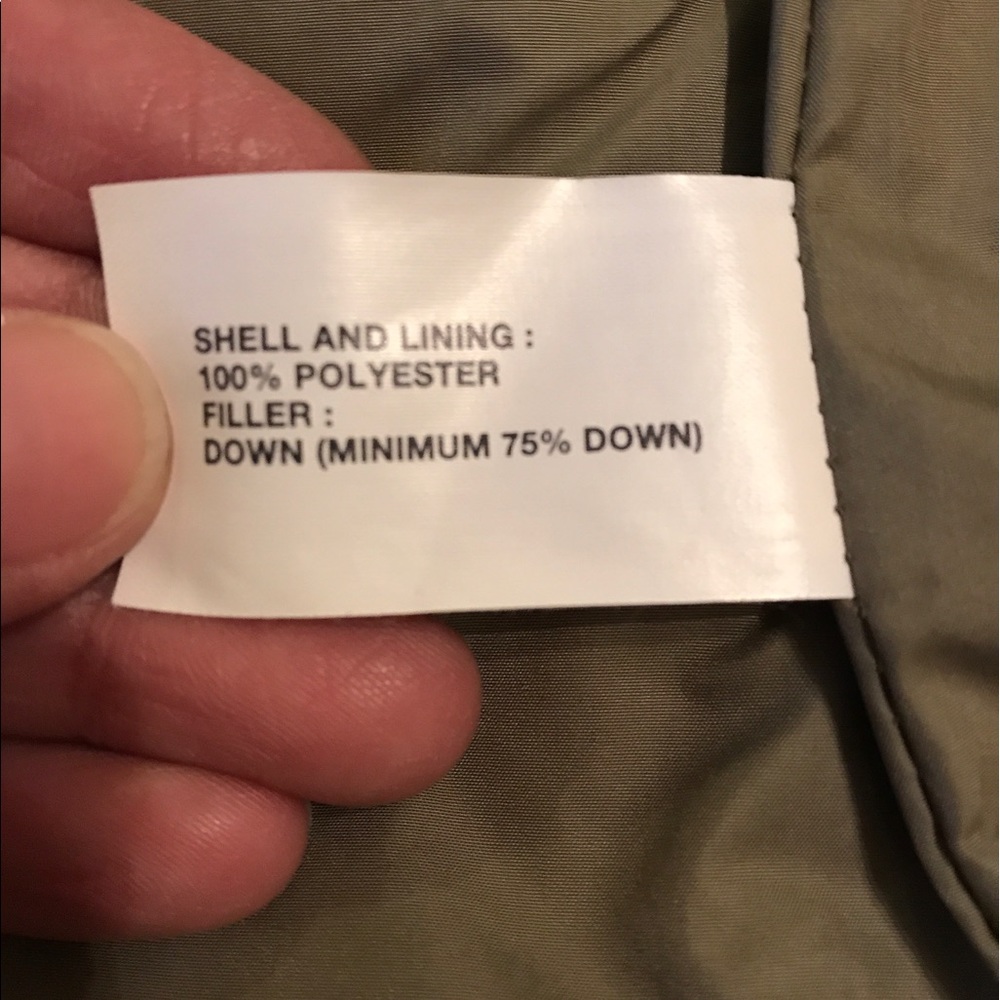 SHELL AND LINING :
100% POLYESTER
FILLER :
DOWN (MINIMUM 75% DOWN)